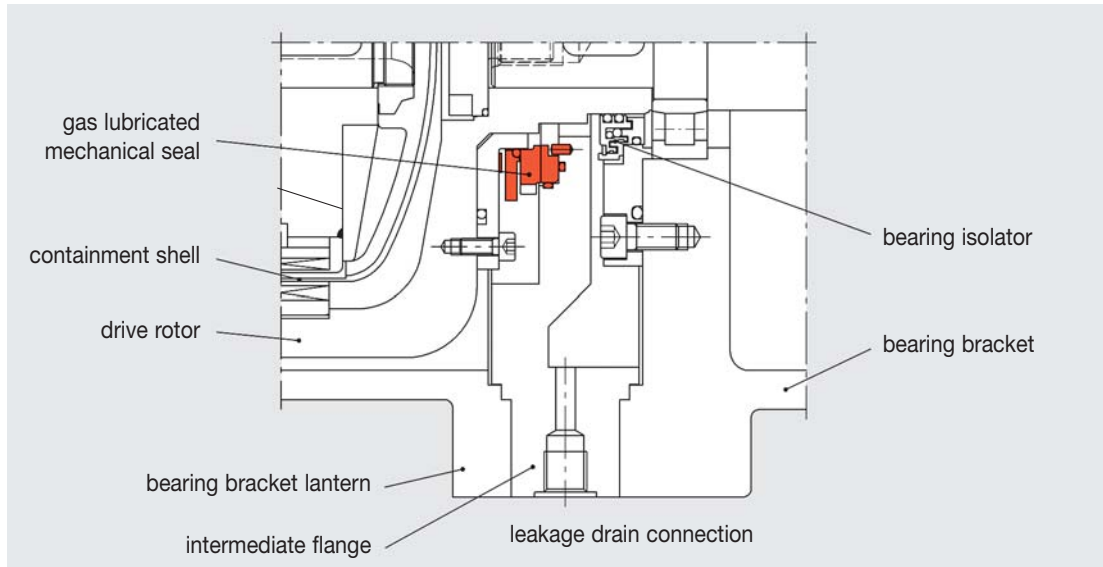 gas lubricated
mechanical seal
containment shell
drive rotor
bearing bracket lantern
intermediate flange
leakage drain connection
bearing isolator
bearing bracket